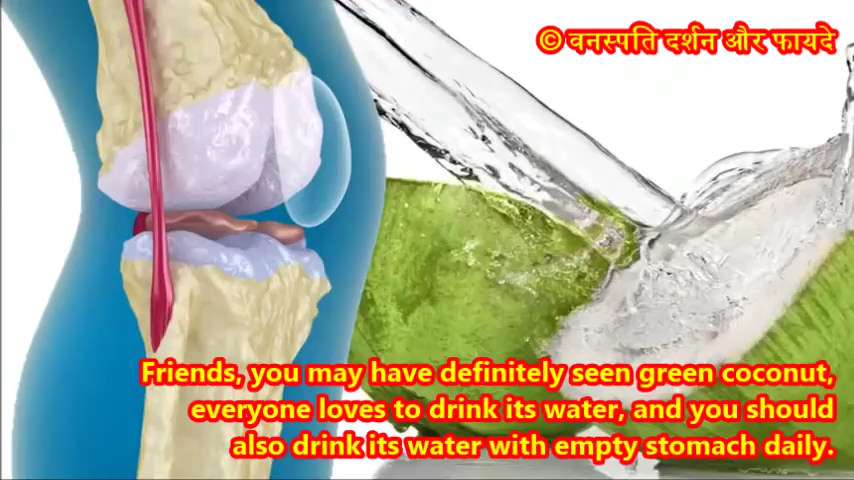 © वनस्पति दर्शन और फायदे
Friends, you may have definitely seen green coconut,
everyone loves to drink its water, and you should
also drink its water with empty stomach daily.